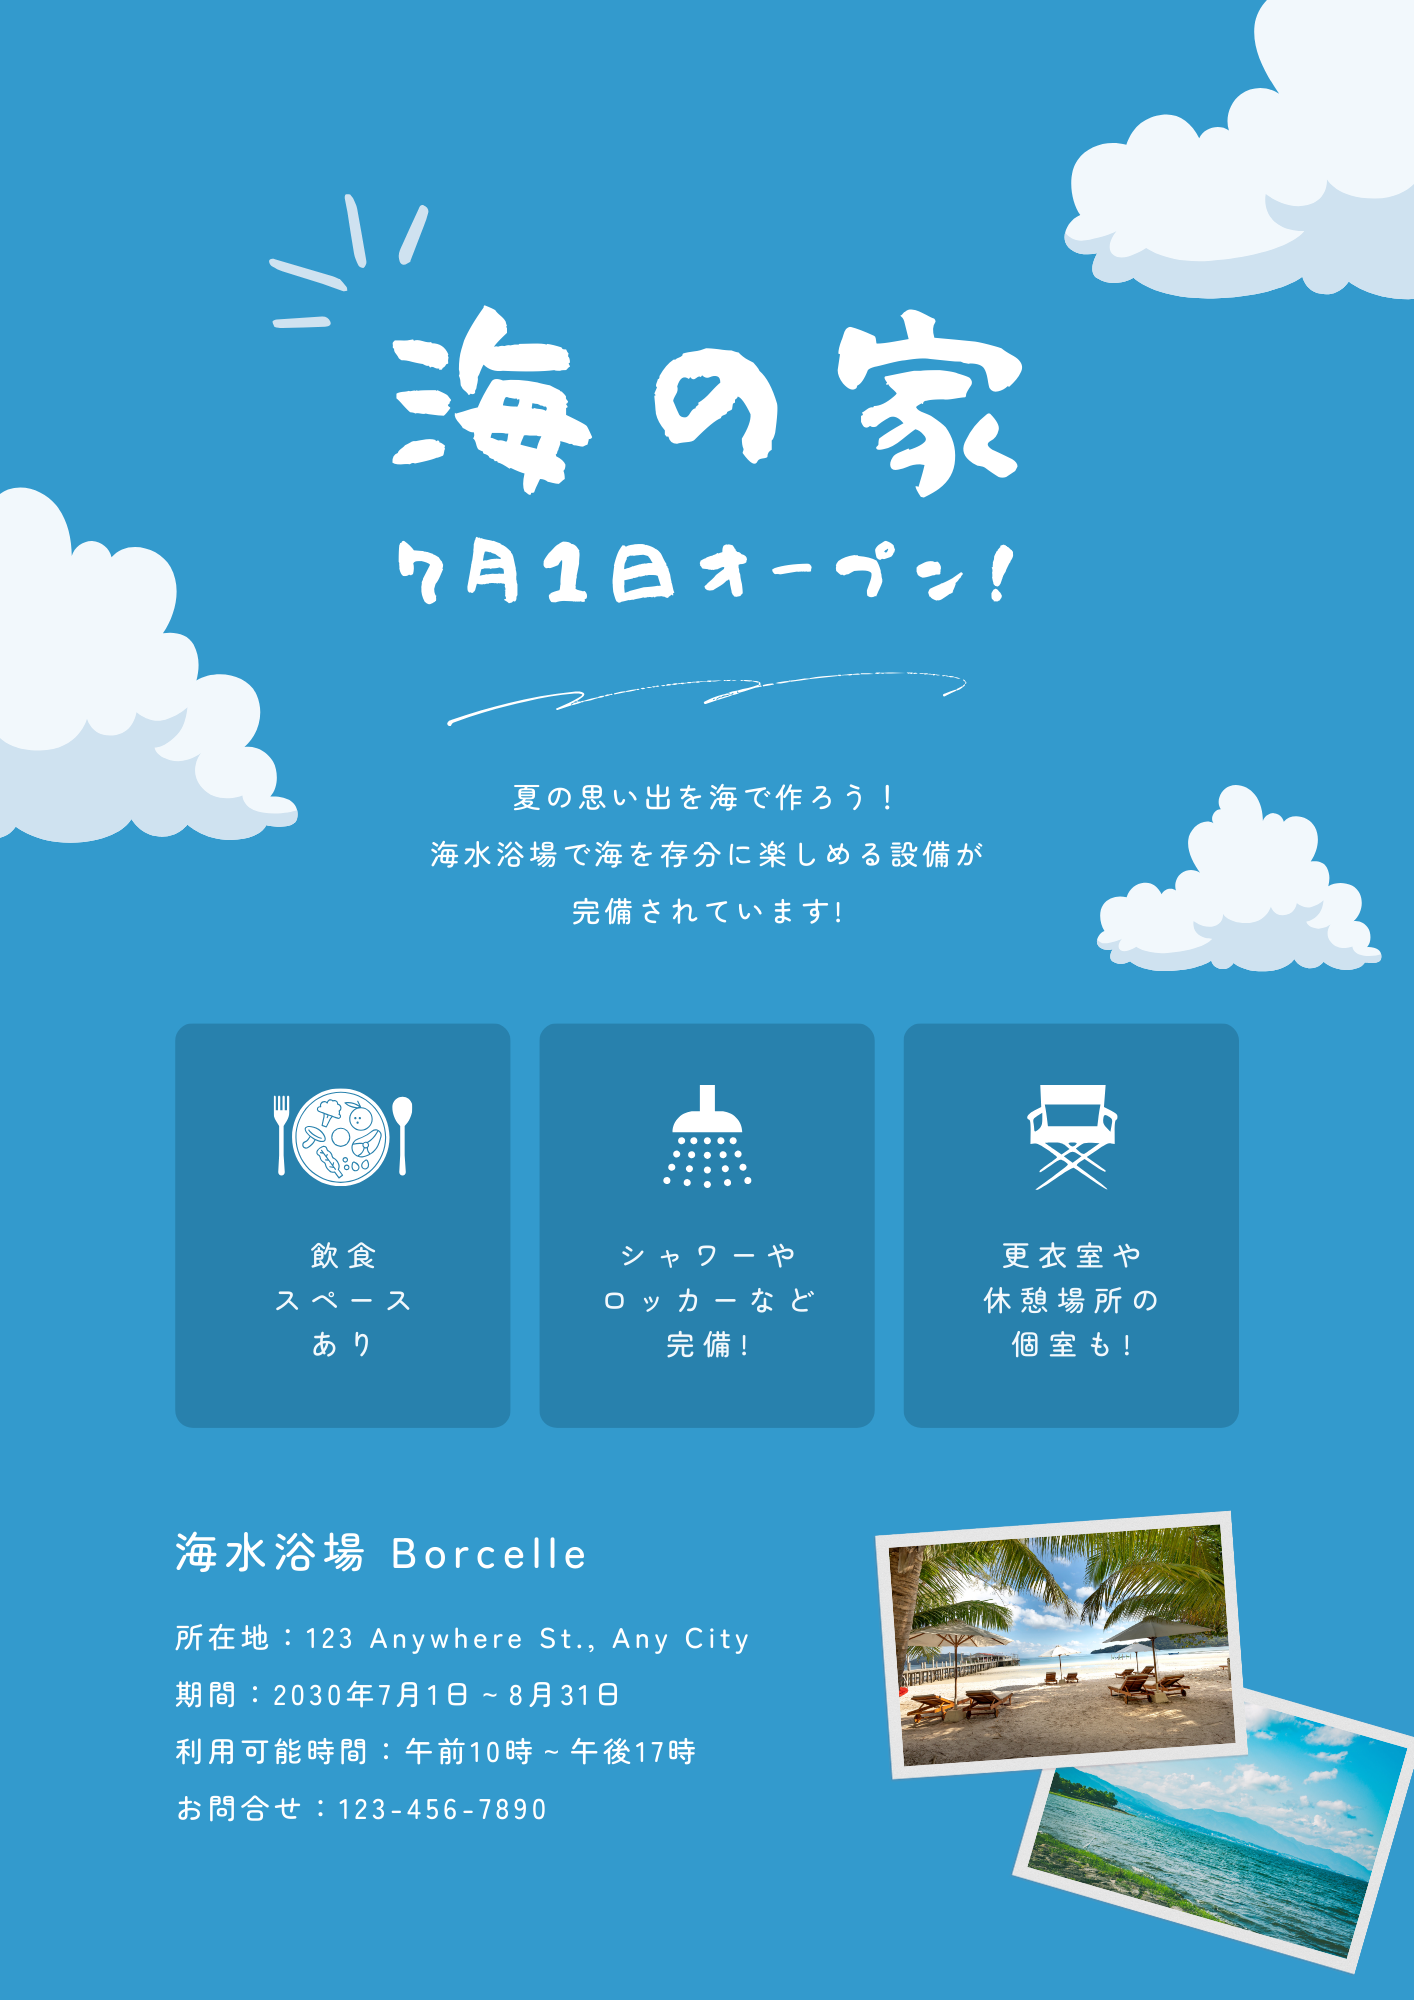 海の家
7月1日オープン!
夏の思い出を海で作ろう！
海水浴場で海を存分に楽しめる設備が
完備されています!
飲食
スペース
あり
シャワーや
ロッカーなど
完備!
更衣室や
休憩場所の
個室も!
海水浴場 Borcelle
所在地：123 Anywhere St., Any City
期間：2030年7月1日 ~ 8月31日
利用可能時間：午前10時 ~ 午後17時
お問合せ：123-456-7890